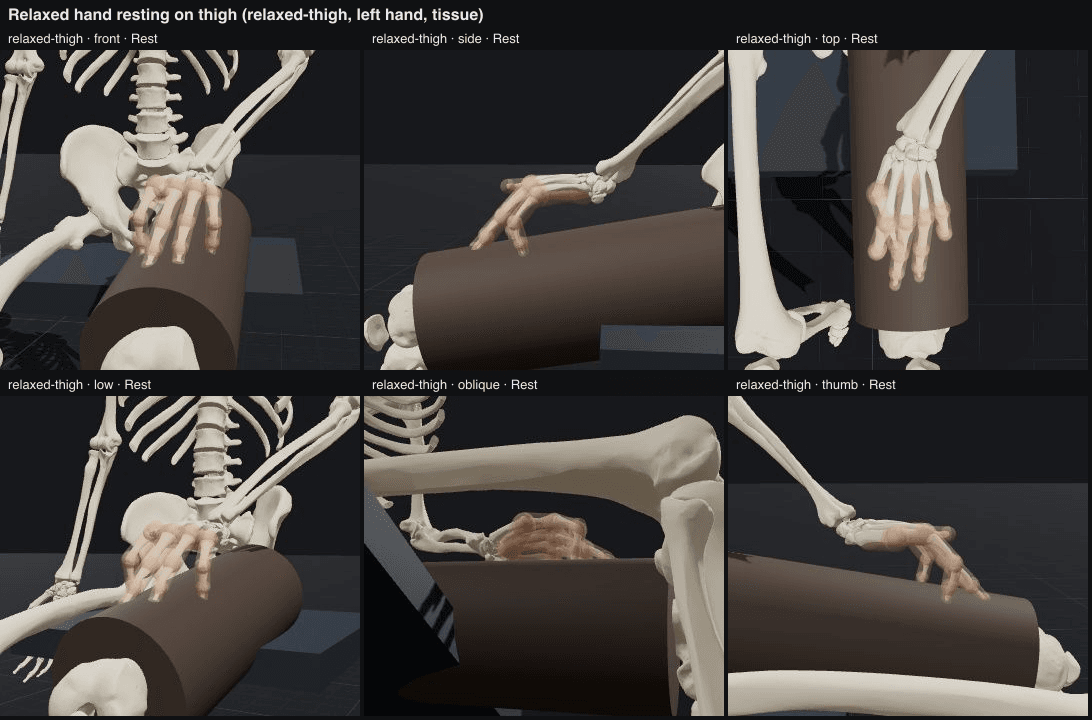 Relaxed hand resting on thigh (relaxed-thigh, left hand, tissue)
relaxed-thigh · front · Rest
relaxed-thigh · side · Rest
relaxed-thigh · top · Rest
relaxed-thigh · low · Rest
relaxed-thigh · oblique · Rest
relaxed-thigh · thumb · Rest